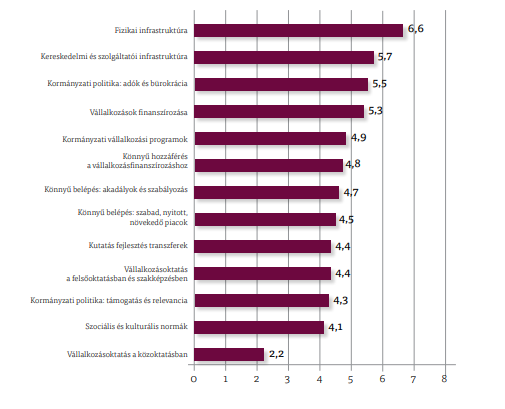 Fizikai infrastruktúra 6,6
Kereskedelmi és szolgáltatói infrastruktúra 5,7
Kormányzati politika: adók és bürokrácia 5,5
Vállalkozások finanszírozása 5,3
Kormányzati vállalkozási programok 4,9
Könnyű hozzáférés
a vállalkozásfinanszírozáshoz 4,8
Könnyű belépés: akadályok és szabályozás 4,7
Könnyű belépés: szabad, nyitott,
növekedő piacok 4,5
Kutatás fejlesztés transzferek 4,4
Vállalkozásoktatás
a felsőoktatásban és szakképzésben 4,4
Kormányzati politika: támogatás és relevancia 4,3
Szociális és kulturális normák 4,1
Vállalkozásoktatás a közoktatásban 2,2
0 1 2 3 4 5 6 7 8